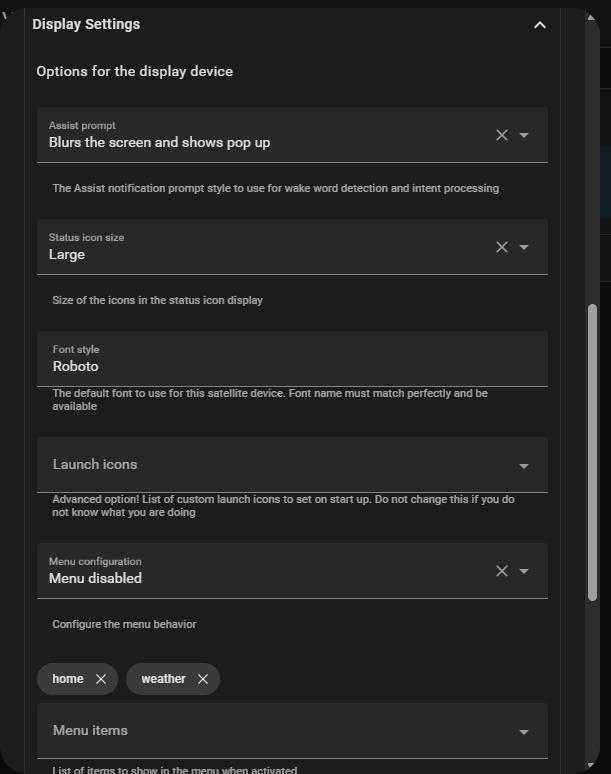 Display Settings
Options for the display device
Assist prompt
Blurs the screen and shows pop up
The Assist notification prompt style to use for wake word detection and intent processing
Status icon size
Large
Size of the icons in the status icon display
Font style
Roboto
The default font to use for this satellite device. Font name must match perfectly and be
available
Launch icons
Advanced option! List of custom launch icons to set on start up. Do not change this if you do
not know what you are doing
Menu configuration
Menu disabled
Configure the menu behavior
home
weather
Menu items
List of items to show in the menu when activated